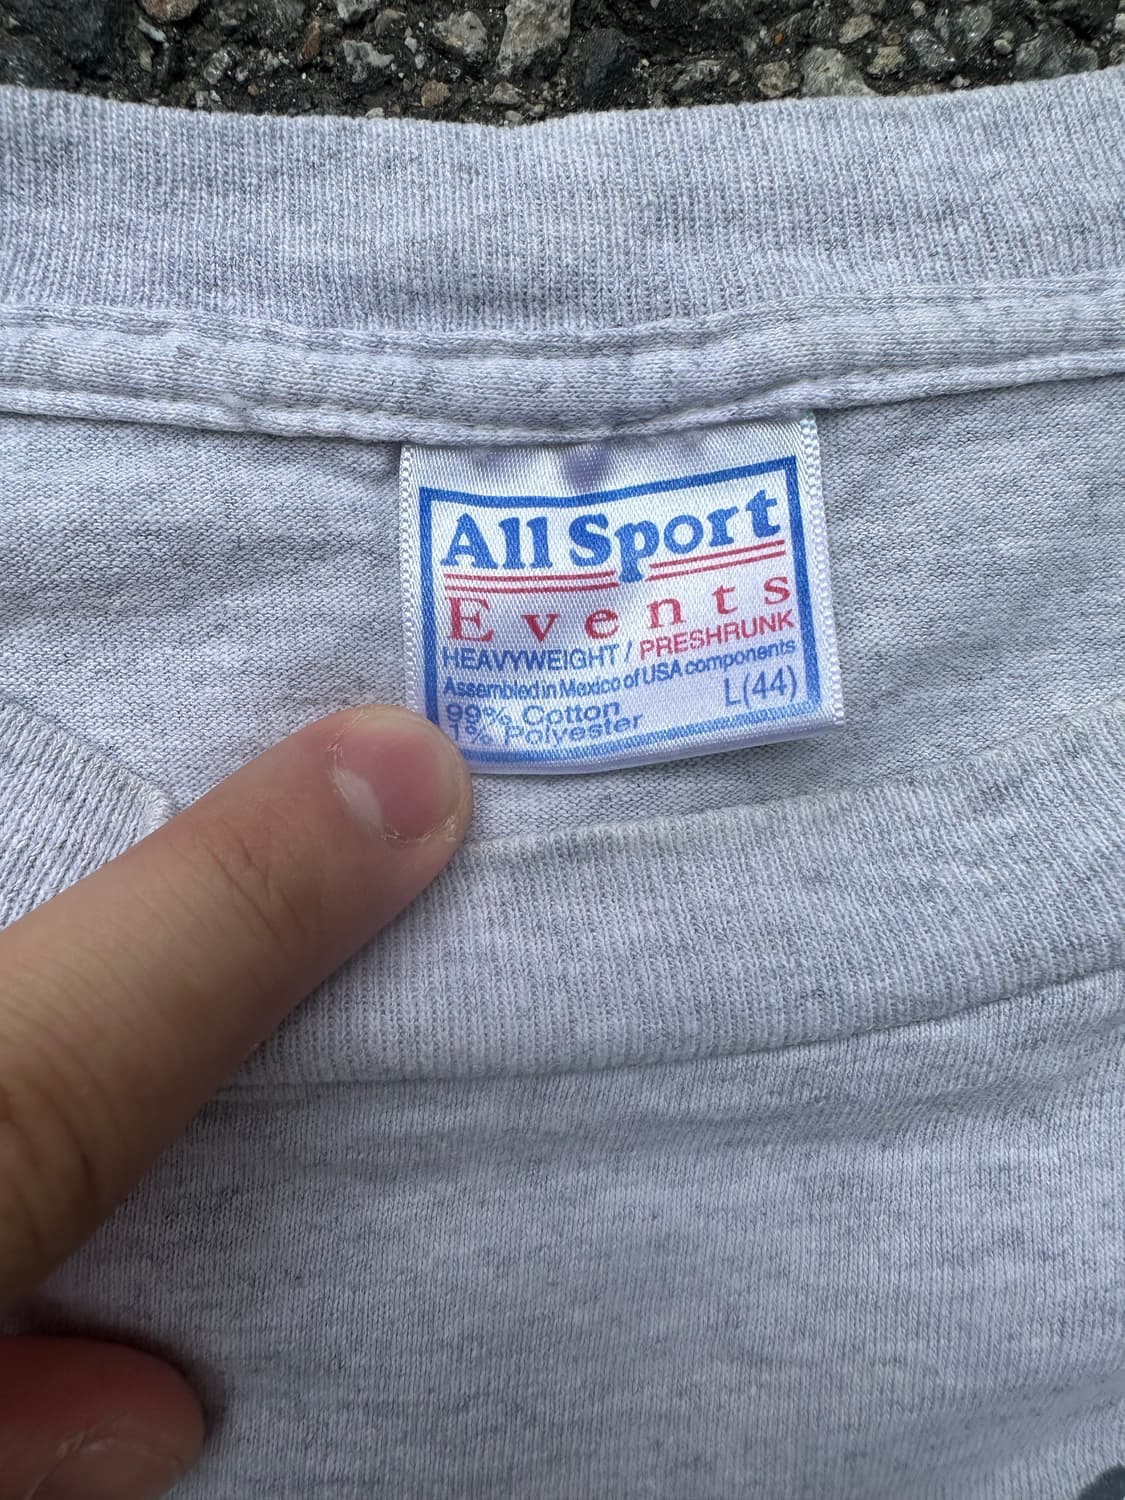 All Sport
Events
HEAVYWEIGHT / PRESHRUNK
Assembled in Mexico of USA components
L(44)
99% Cotton
1% Polyester